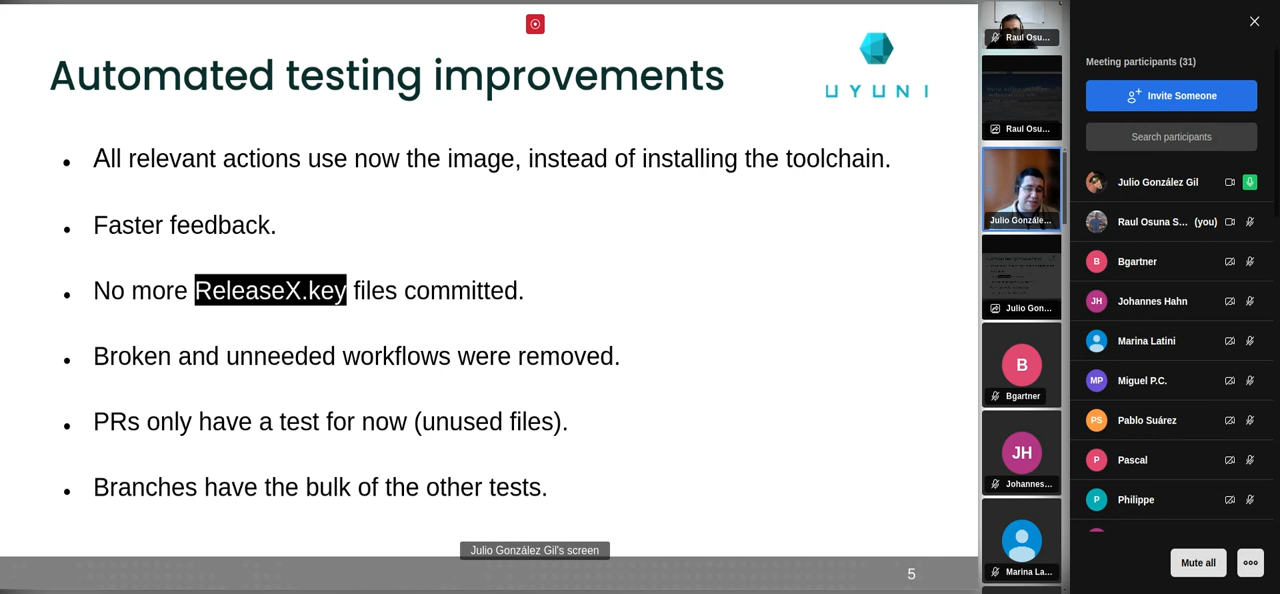 Automated testing improvements
UYUNI
All relevant actions use now the image, instead of installing the toolchain.
Faster feedback.
No more ReleaseX.key files committed.
Broken and unneeded workflows were removed.
PRs only have a test for now (unused files).
Branches have the bulk of the other tests.
Julio González Gil's screen
5
Raul Osu...
Raul Osu...
Julio Gonzále...
Julio Gon...
B
Bgartner
JH
Johannes...
Marina La...
Meeting participants (31)
Invite Someone
Search participants
Julio González Gil
Raul Osuna S... (you)
B Bgartner
JH Johannes Hahn
Marina Latini
MP Miguel P.C.
PS Pablo Suárez
P Pascal
P Philippe
Mute all